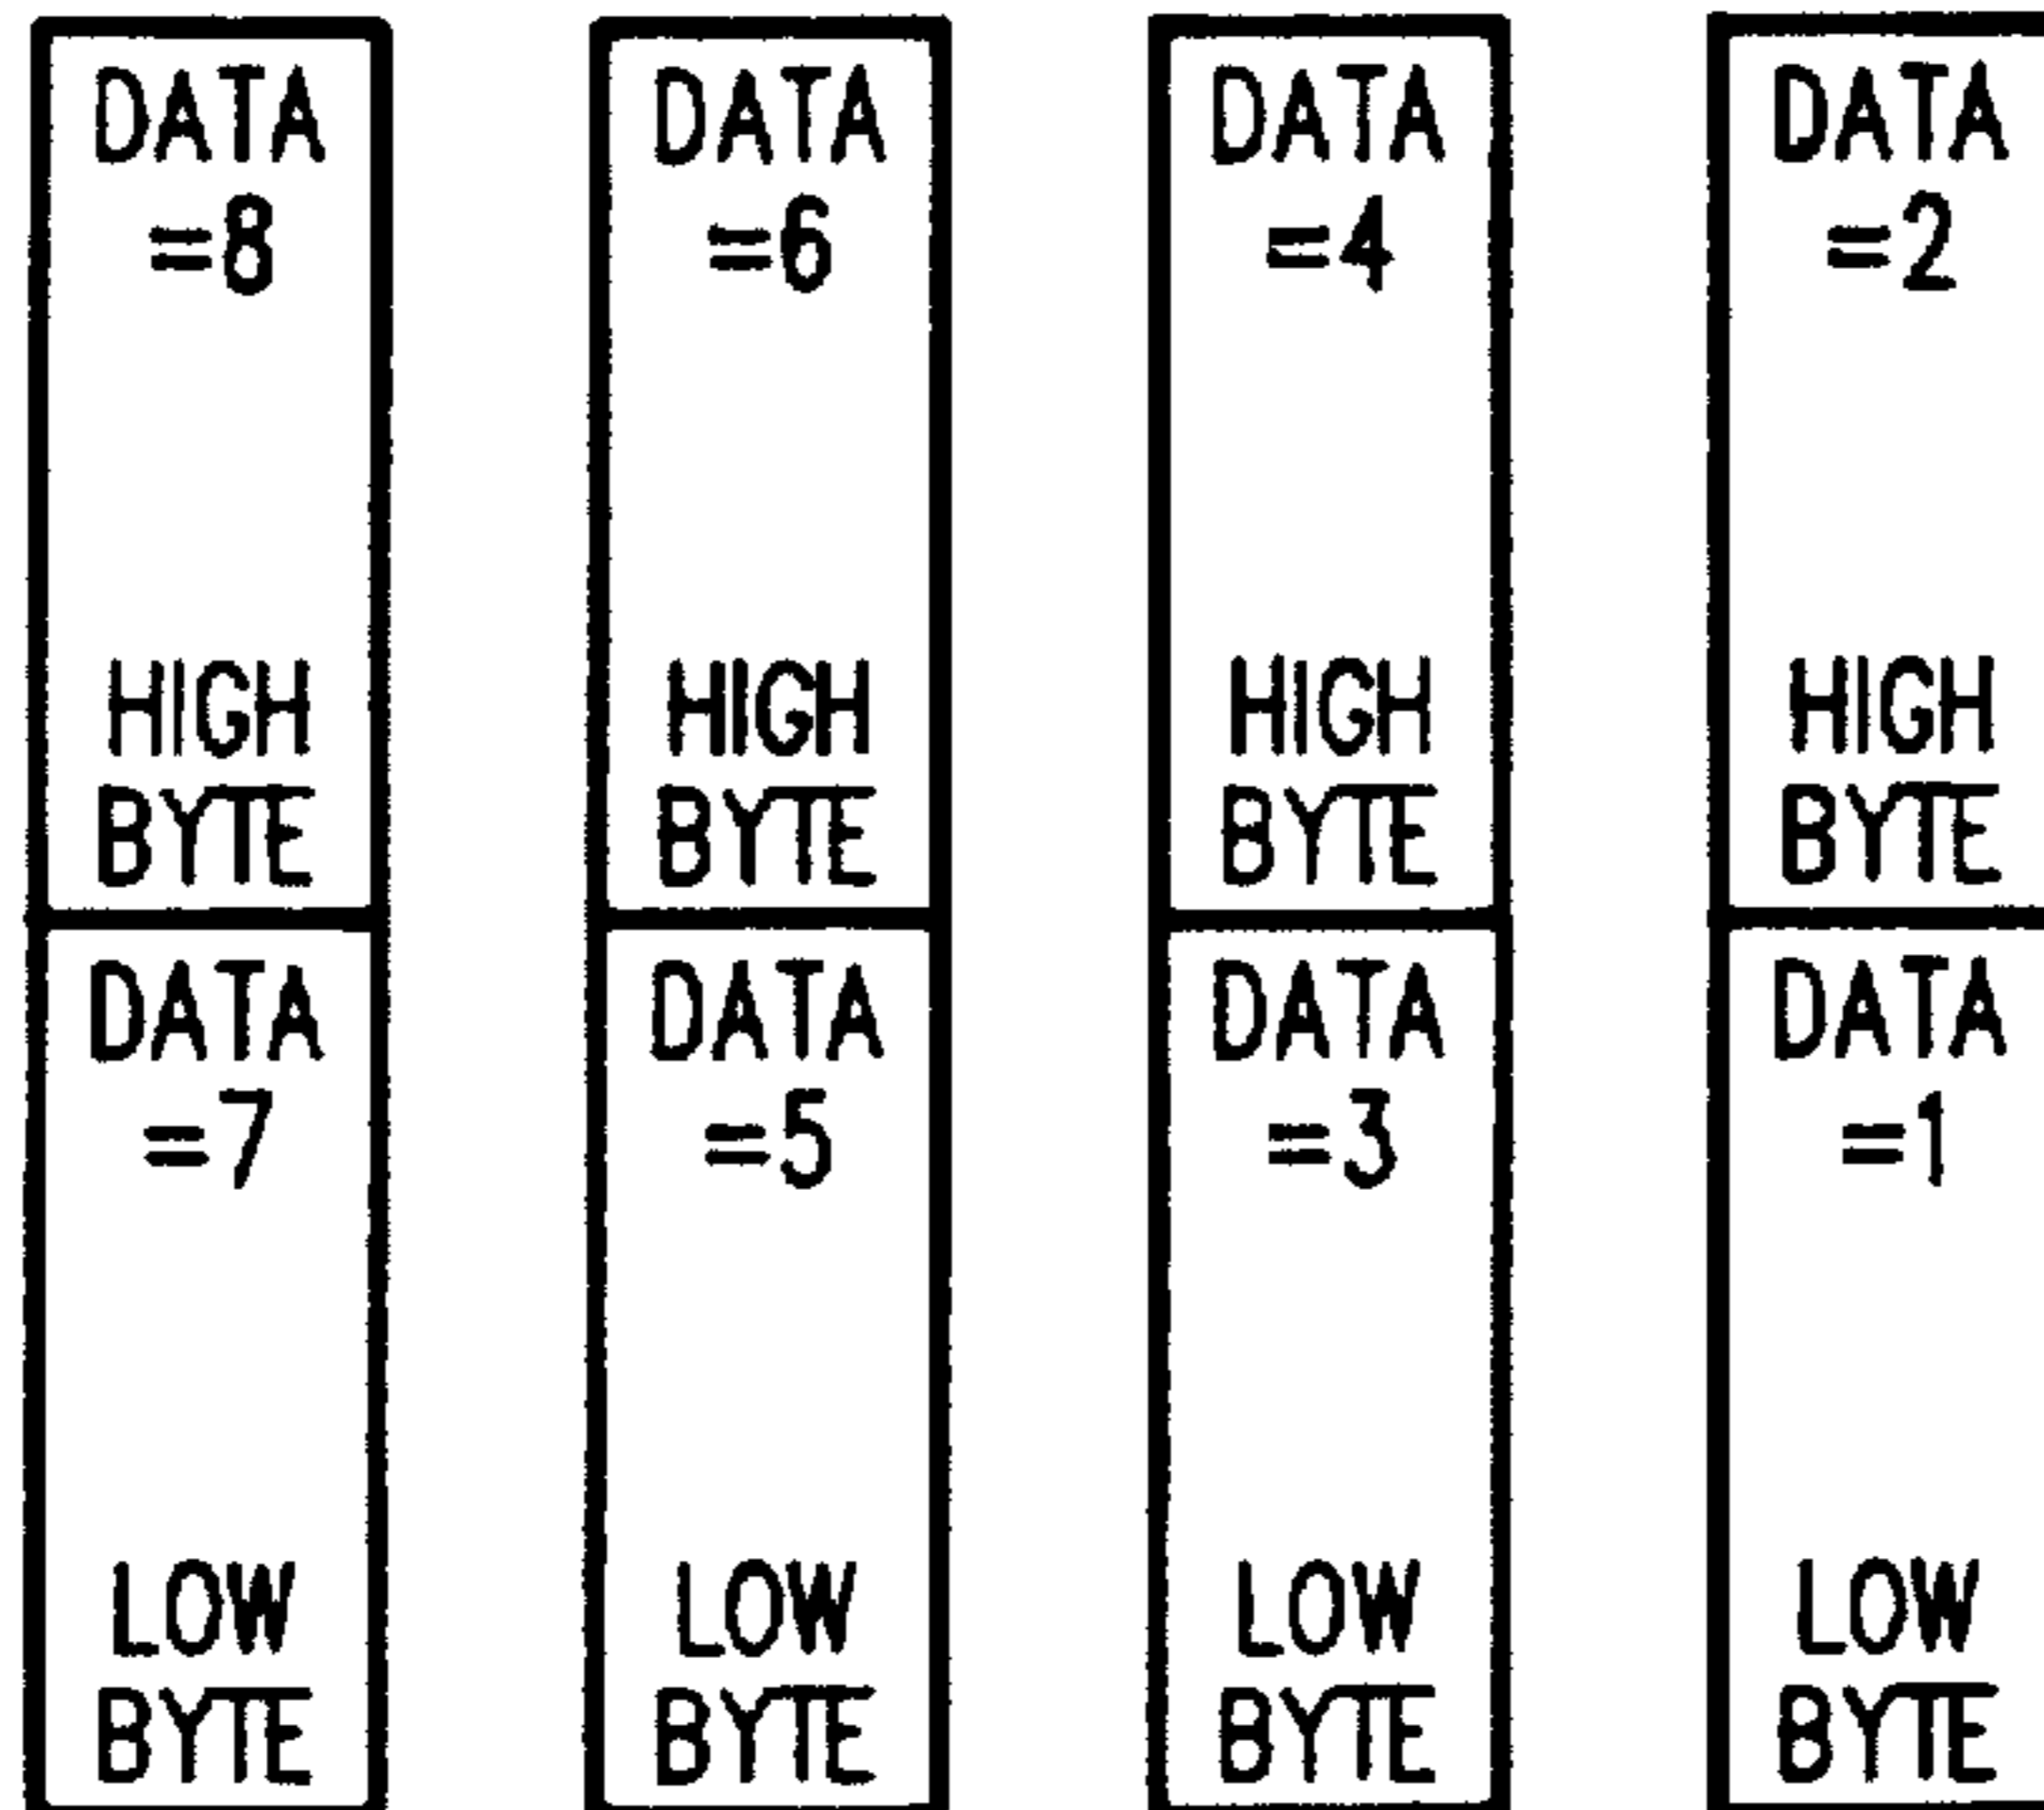 DATA
=8
HIGH
BYTE
DATA
=7
LOW
BYTE
DATA
=6
HIGH
BYTE
DATA
=5
LOW
BYTE
DATA
=4
HIGH
BYTE
DATA
=3
LOW
BYTE
DATA
=2
HIGH
BYTE
DATA
=1
LOW
BYTE